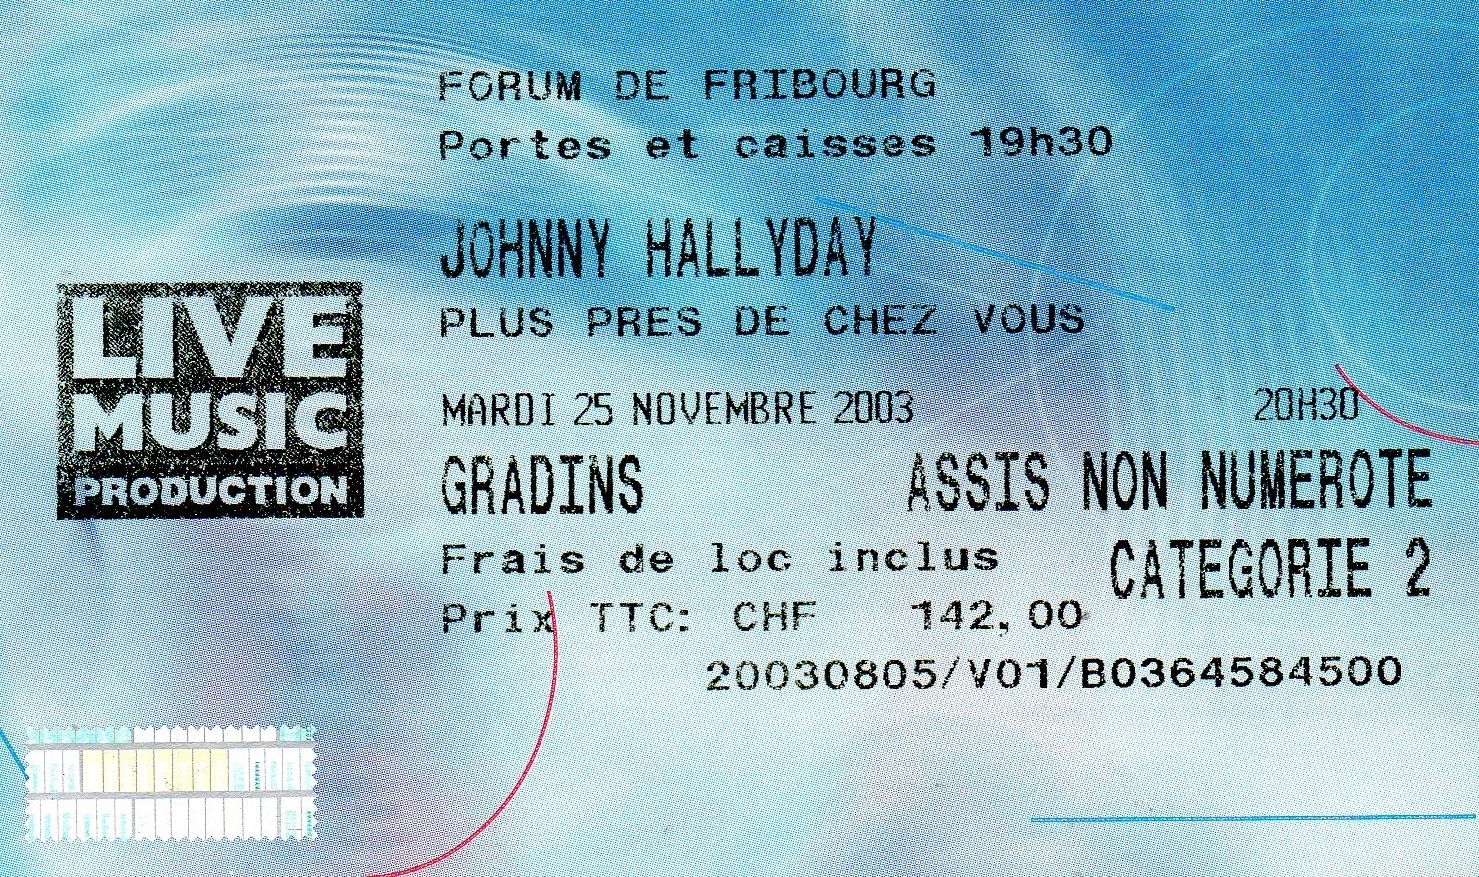 FORUM DE FRIBOURG
Portes et caisses 19h30
JOHNNY HALLYDAY
PLUS PRES DE CHEZ VOUS
LIVE
MUSIC
PRODUCTION
MARDI 25 NOVEMBRE 2003 20H30
GRADINS ASSIS NON NUMEROTE
Frais de loc inclus CATEGORIE 2
Prix TTC: CHF 142,00
20030805/V01/B0364584500